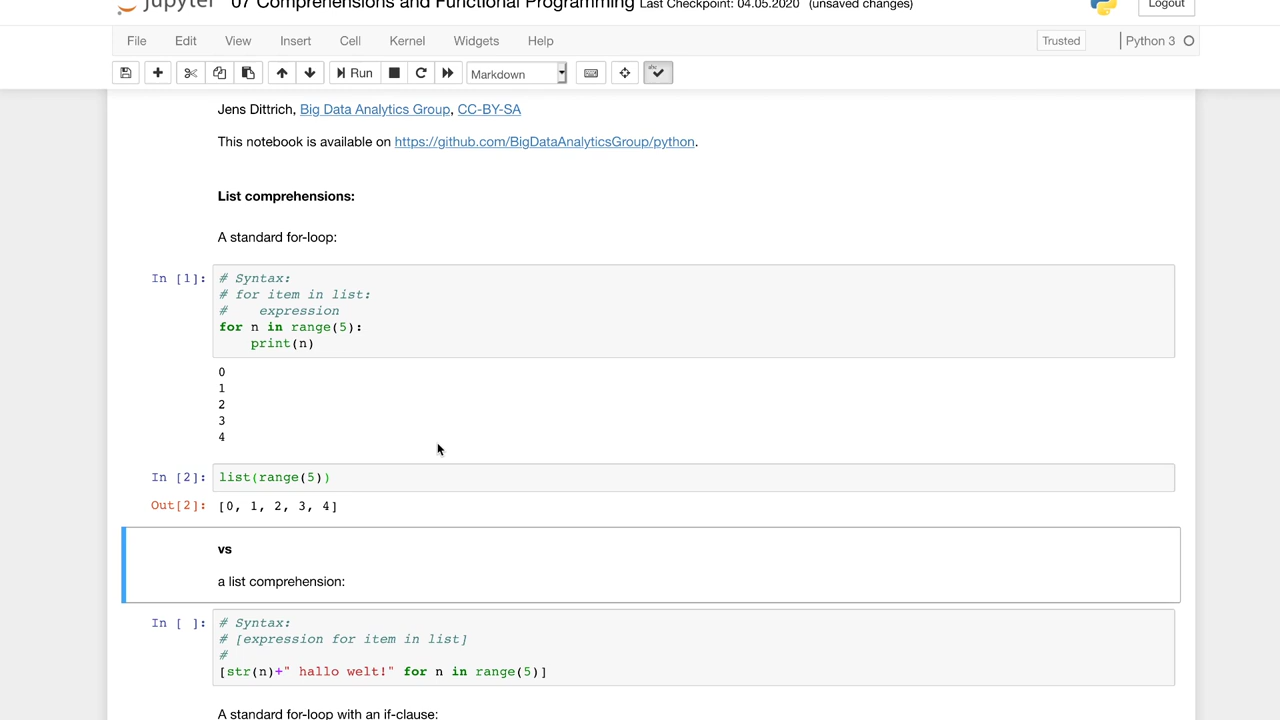 Jupyter 07 Comprehensions and Functional Programming Last Checkpoint: 04.05.2020 (unsaved changes) Logout
File Edit View Insert Cell Kernel Widgets Help Trusted Python 3
Run Markdown abc
Jens Dittrich, Big Data Analytics Group, CC-BY-SA
This notebook is available on https://github.com/BigDataAnalyticsGroup/python.
List comprehensions:
A standard for-loop:
In [1]: # Syntax:
# for item in list:
#    expression
for n in range(5):
    print(n)
0
1
2
3
4
In [2]: list(range(5))
Out[2]: [0, 1, 2, 3, 4]
vs
a list comprehension:
In [ ]: # Syntax:
# [expression for item in list]
#
[str(n)+" hallo welt!" for n in range(5)]
A standard for-loop with an if-clause: